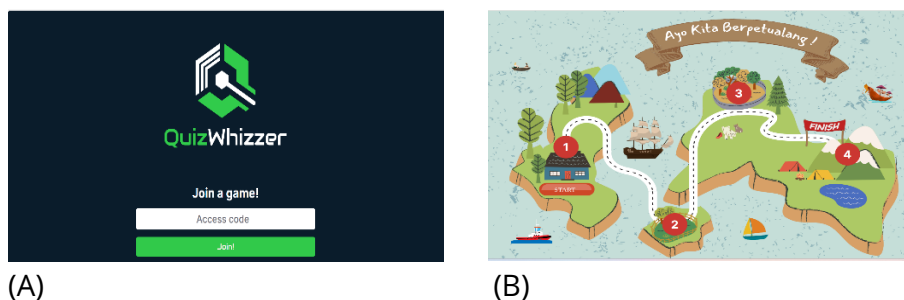 QuizWhizzer
Join a game!
Access code
Join!
(A)
Ayo Kita Berpetualang !
3
FINISH
1
4
START
2
(B)